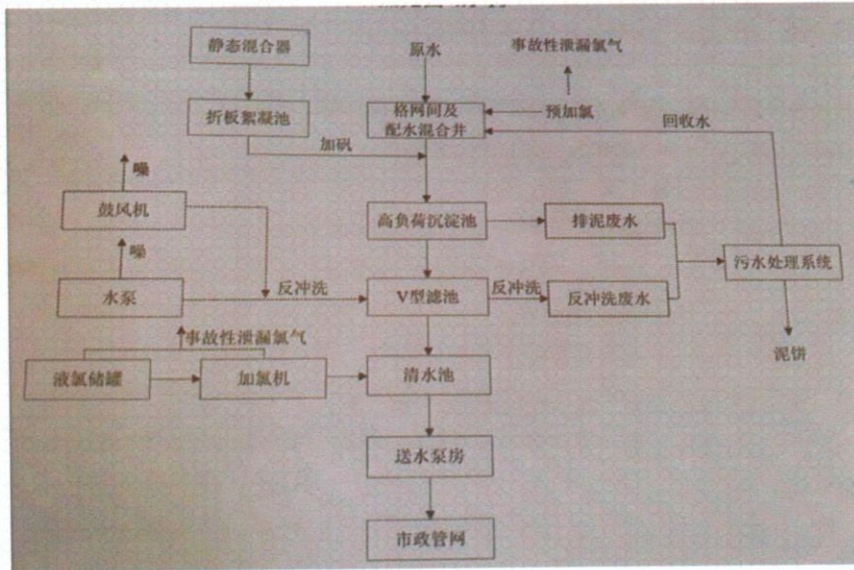 静态混合器
原水
事故性泄漏氯气
折板絮凝池
格网间及
配水混合井
预加氯
回收水
加矾
噪
鼓风机
高负荷沉淀池
排泥废水
噪
污水处理系统
水泵
反冲洗
V型滤池
反冲洗
反冲洗废水
事故性泄漏氯气
泥饼
液氯储罐
加氯机
清水池
送水泵房
市政管网